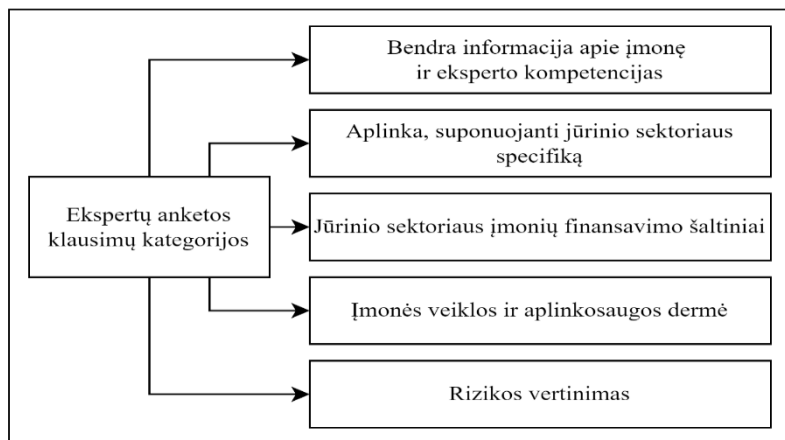 Bendra informacija apie įmonę
ir eksperto kompetencijas
Aplinka, suponuojanti jūrinio sektoriaus
specifiką
Ekspertų anketos
klausimų kategorijos
Jūrinio sektoriaus įmonių finansavimo šaltiniai
Įmonės veiklos ir aplinkosaugos dermė
Rizikos vertinimas